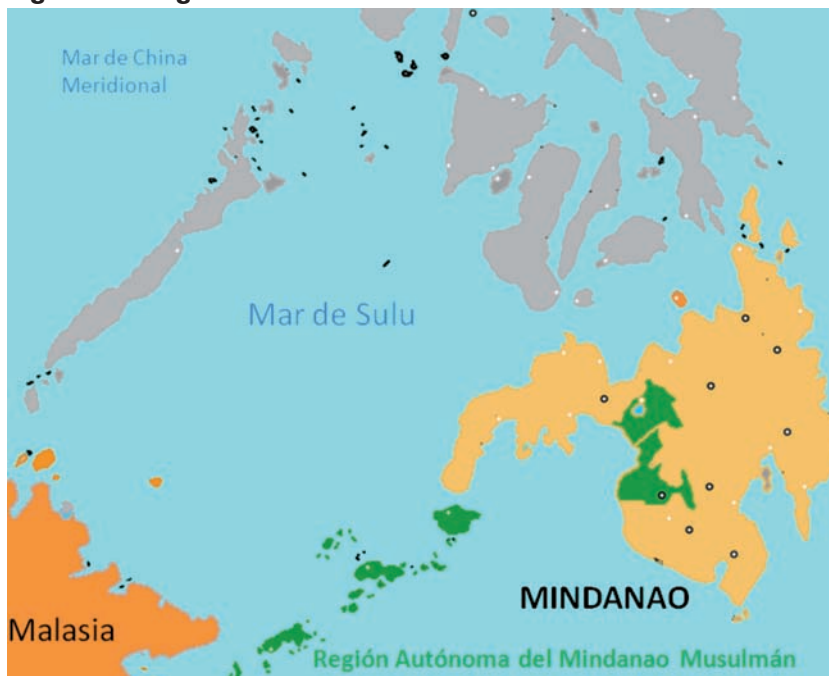 Mar de China
Meridional
Mar de Sulu
MINDANAO
Malasia
Región Autónoma del Mindanao Musulmán